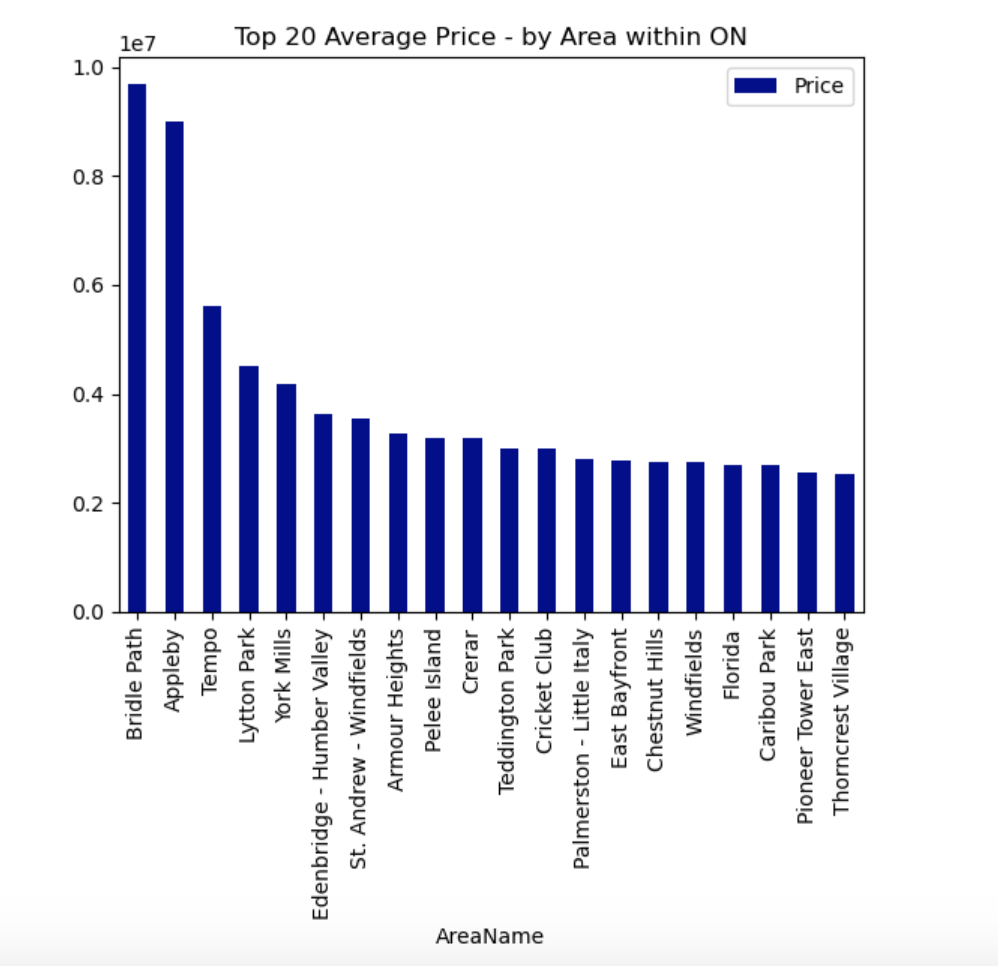 Top 20 Average Price - by Area within ON
1e7
1.0
0.8
0.6
0.4
0.2
0.0
Price
Bridle Path
Appleby
Tempo
Lytton Park
York Mills
Edenbridge - Humber Valley
St. Andrew - Windfields
Armour Heights
Pelee Island
Crerar
Teddington Park
Cricket Club
Palmerston - Little Italy
East Bayfront
Chestnut Hills
Windfields
Florida
Caribou Park
Pioneer Tower East
Thorncrest Village
AreaName